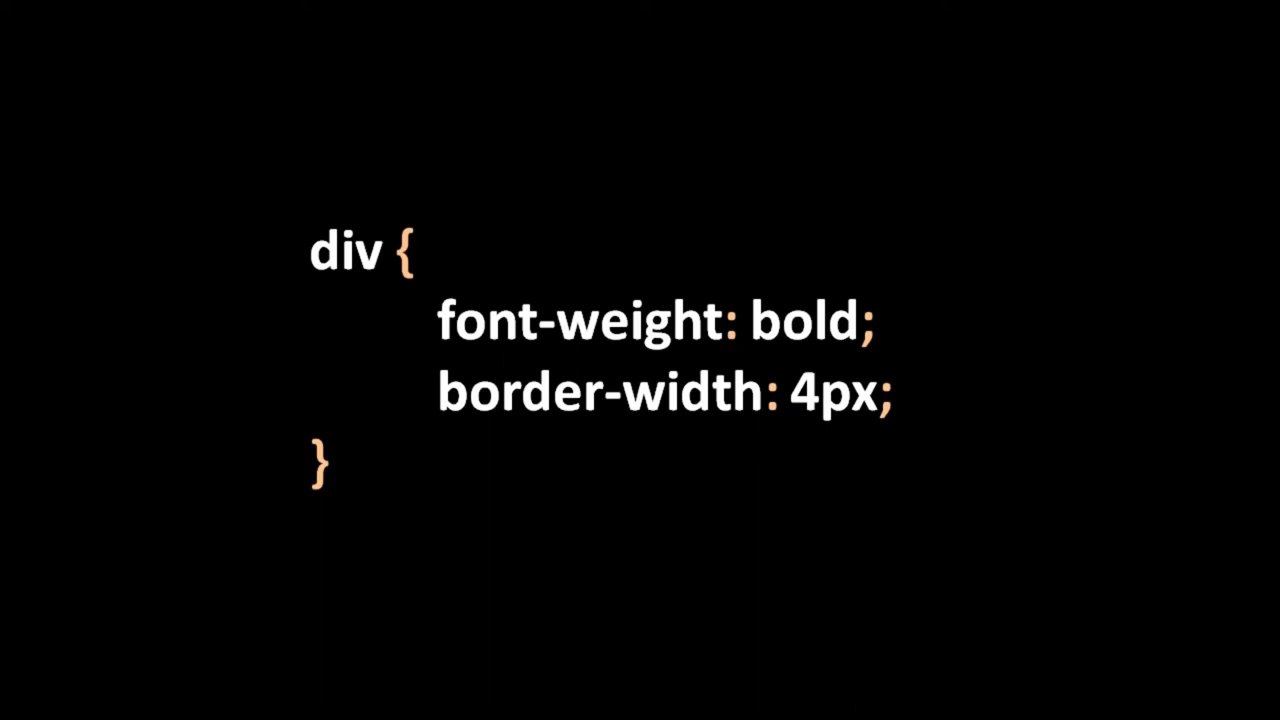 div {
font-weight: bold;
border-width: 4px;
}